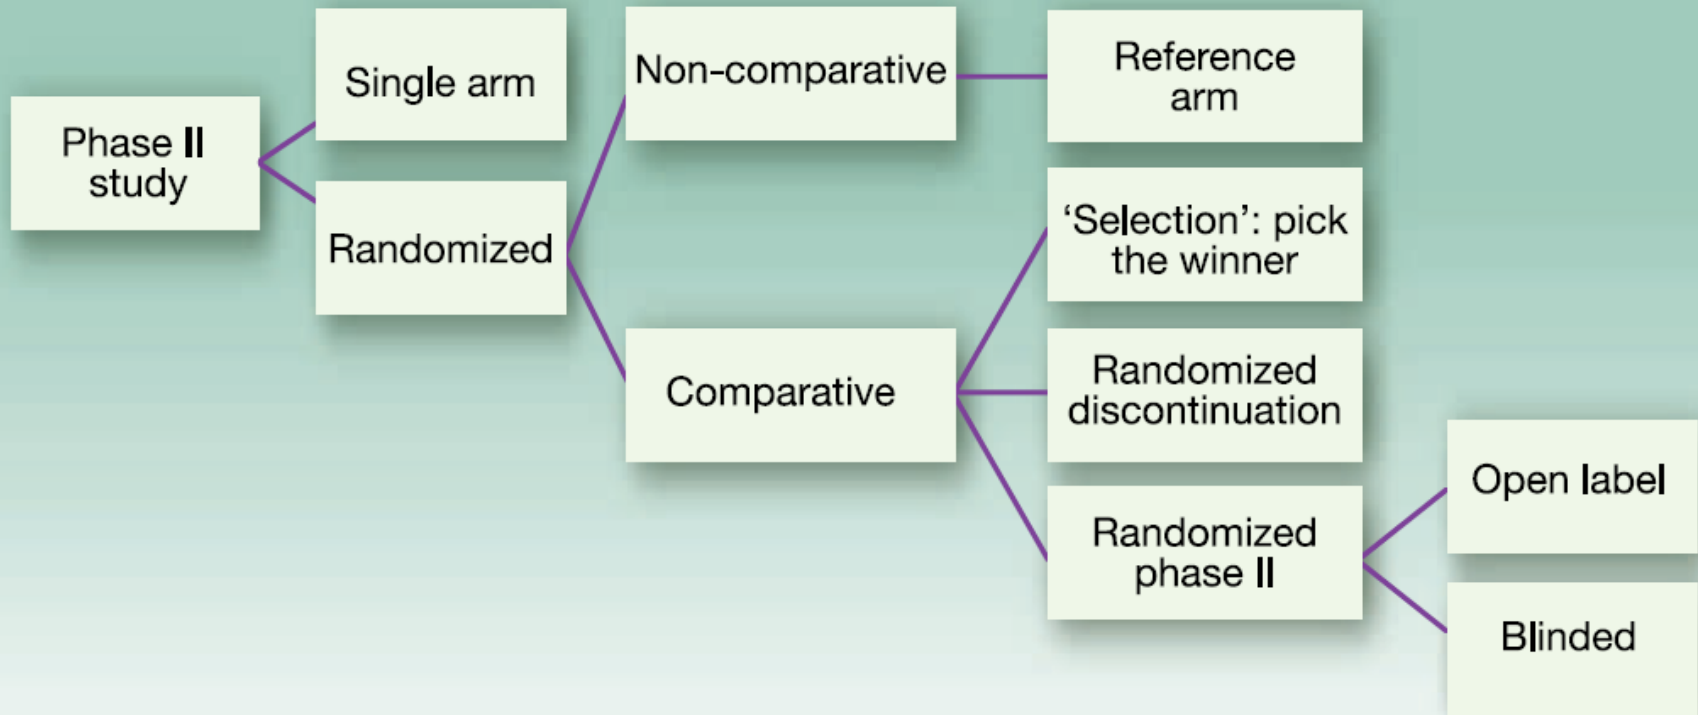 Phase II
study
Single arm
Randomized
Non-comparative
Comparative
Reference
arm
‘Selection’: pick
the winner
Randomized
discontinuation
Randomized
phase II
Open label
Blinded